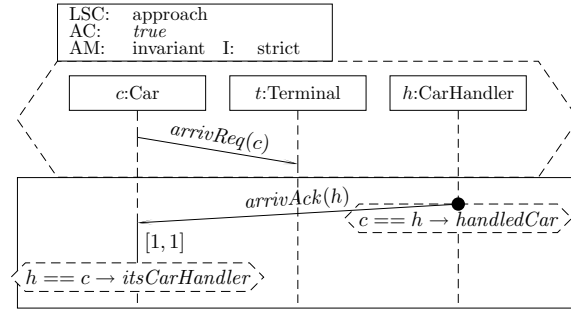 LSC: approach
AC: true
AM: invariant I: strict
c:Car t:Terminal h:CarHandler
arrivReq(c)
arrivAck(h)
c == h → handledCar
[1, 1]
h == c → itsCarHandler